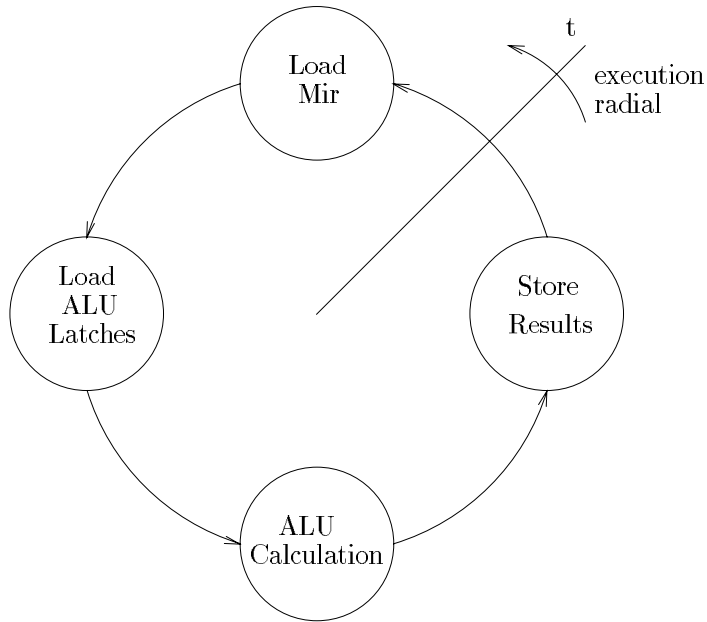 t
execution
radial
Load
Mir
Load
ALU
Latches
Store
Results
ALU
Calculation